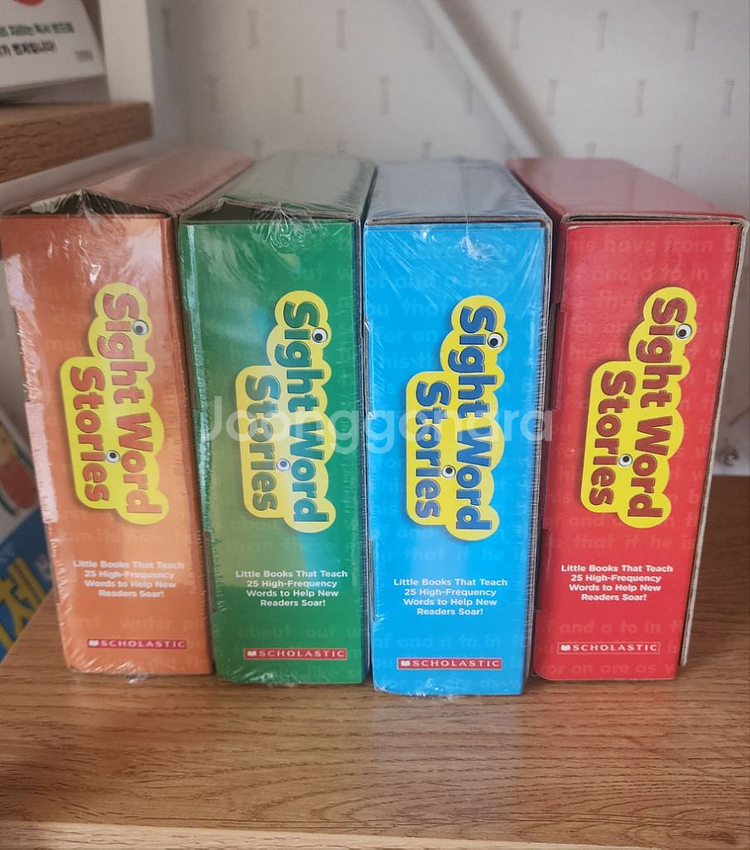 Sight Word
Stories
Little Books That Teach
25 High-Frequency
Words to Help New
Readers Soar!
SCHOLASTIC
Sight Word
Stories
Little Books That Teach
25 High-Frequency
Words to Help New
Readers Soar!
SCHOLASTIC
Sight Word
Stories
Little Books That Teach
25 High-Frequency
Words to Help New
Readers Soar!
SCHOLASTIC
Sight Word
Stories
Little Books That Teach
25 High-Frequency
Words to Help New
Readers Soar!
SCHOLASTIC
Joonggonara